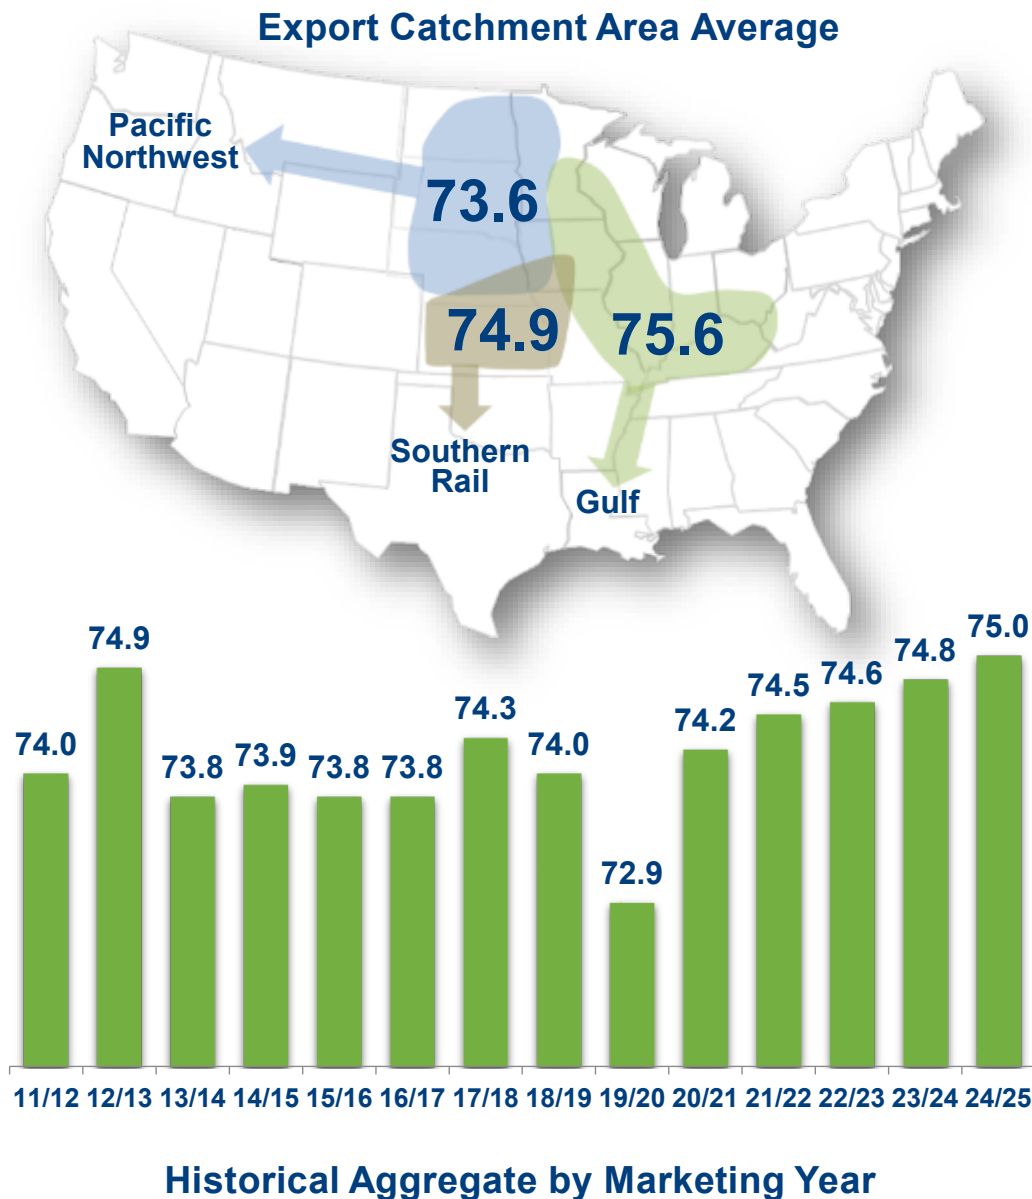 Export Catchment Area Average
Pacific
Northwest
73.6
74.9
75.6
Southern
Rail
Gulf
74.0
74.9
73.8
73.9
73.8
73.8
74.3
74.0
72.9
74.2
74.5
74.6
74.8
75.0
11/12 12/13 13/14 14/15 15/16 16/17 17/18 18/19 19/20 20/21 21/22 22/23 23/24 24/25
Historical Aggregate by Marketing Year